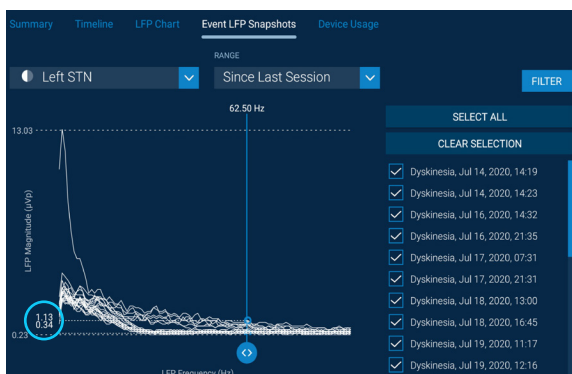 Summary Timeline LFP Chart Event LFP Snapshots Device Usage
RANGE
Left STN Since Last Session FILTER
62.50 Hz
SELECT ALL
CLEAR SELECTION
13.03
LFP Magnitude (µVp)
1.13
0.34
0.23
Dyskinesia, Jul 14, 2020, 14:19
Dyskinesia, Jul 14, 2020, 14:23
Dyskinesia, Jul 16, 2020, 14:32
Dyskinesia, Jul 16, 2020, 21:35
Dyskinesia, Jul 17, 2020, 07:31
Dyskinesia, Jul 17, 2020, 21:31
Dyskinesia, Jul 18, 2020, 13:00
Dyskinesia, Jul 18, 2020, 16:45
Dyskinesia, Jul 19, 2020, 11:17
Dyskinesia, Jul 19, 2020, 12:16
LFP Frequency (Hz)